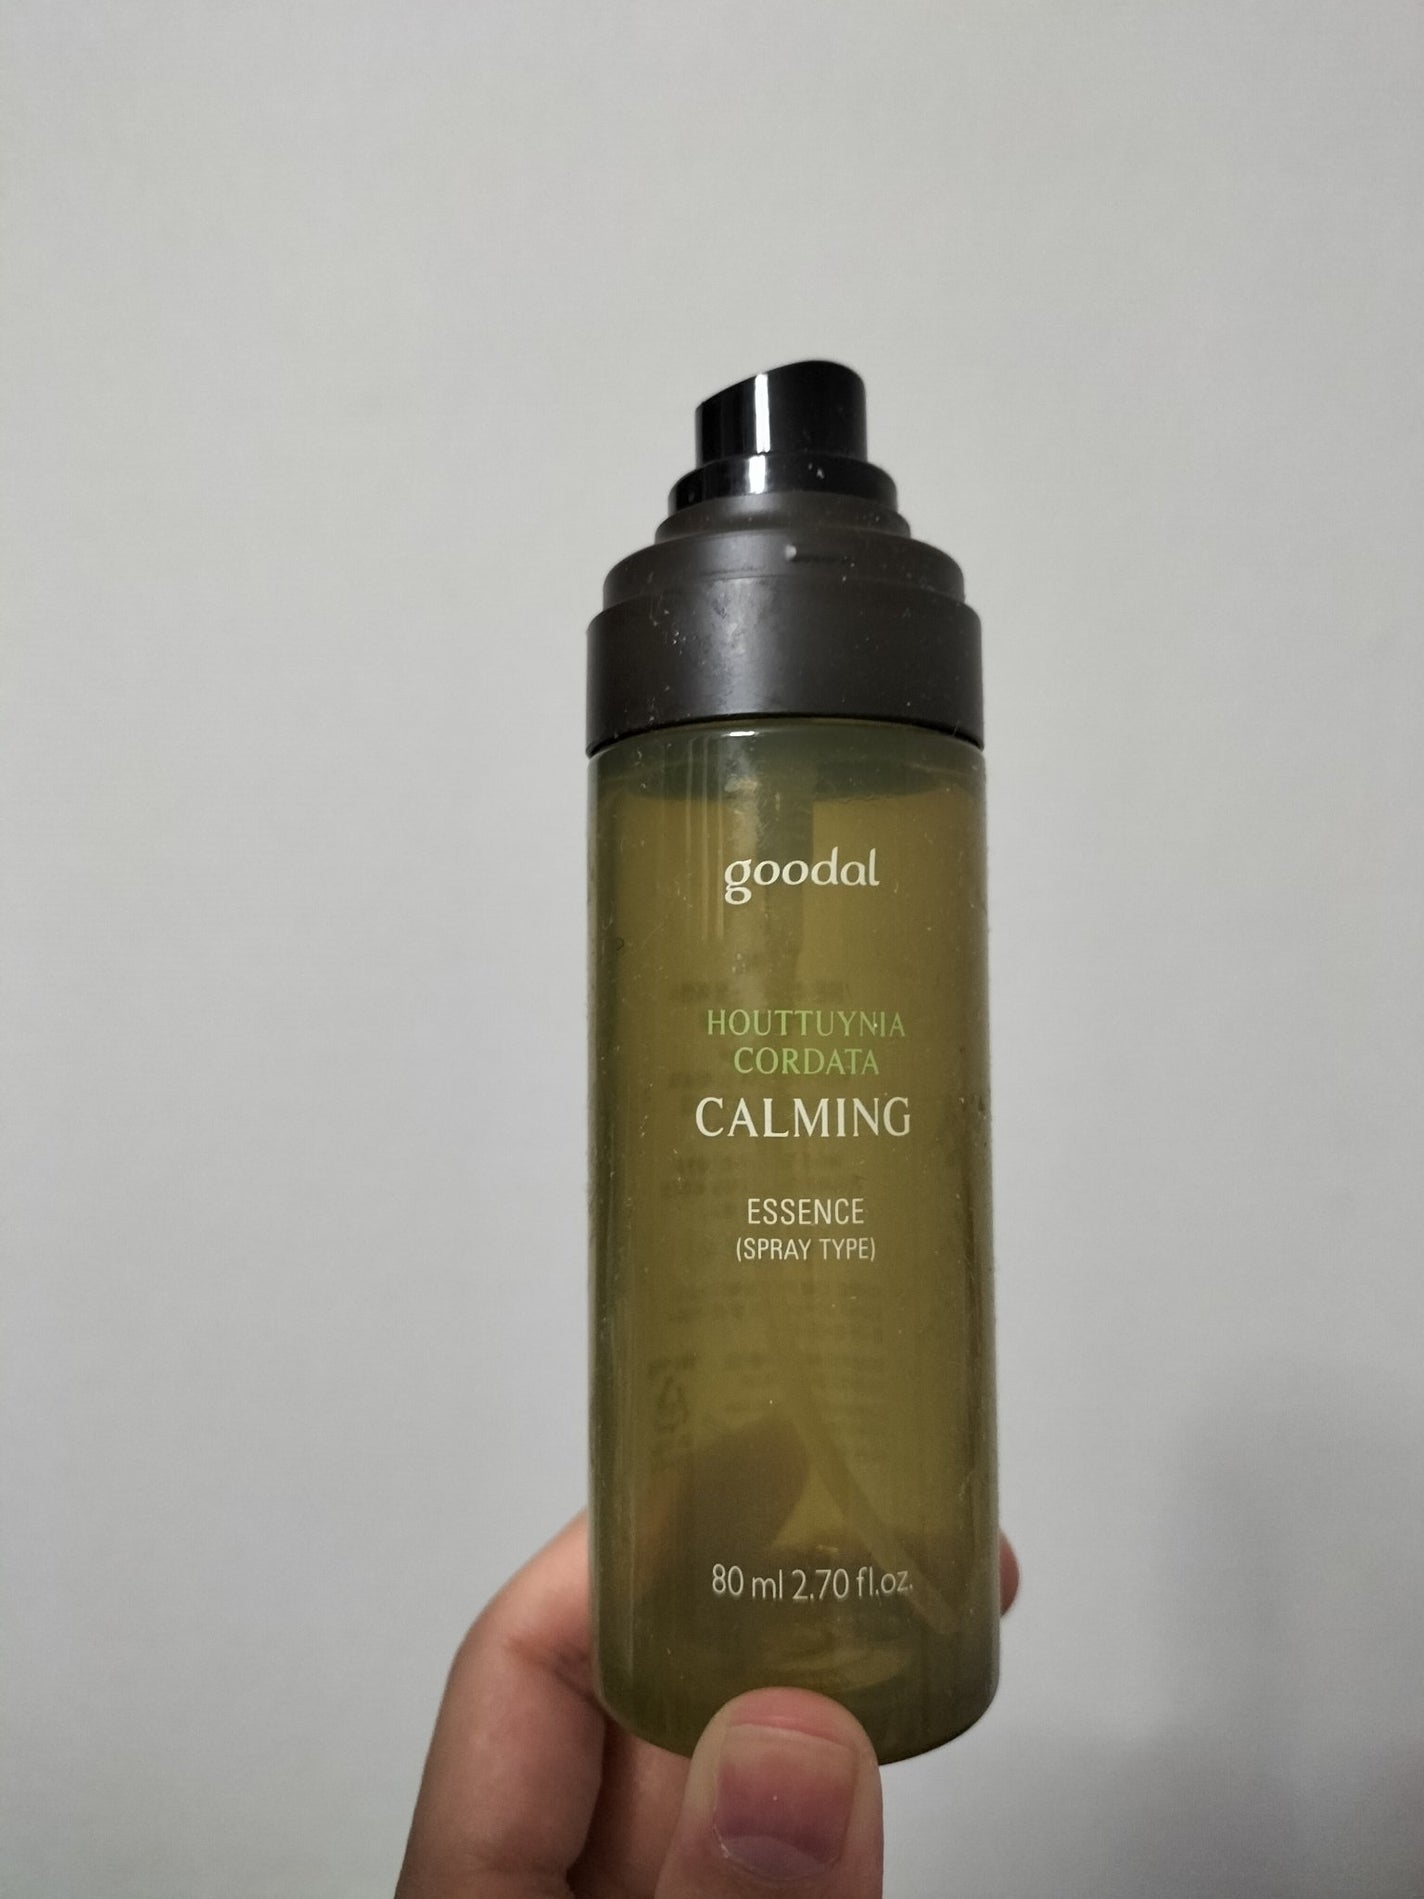 goodal
HOUTTUYNIA
CORDATA
CALMING
ESSENCE
(SPRAY TYPE)
80 ml 2.70 fl.oz.